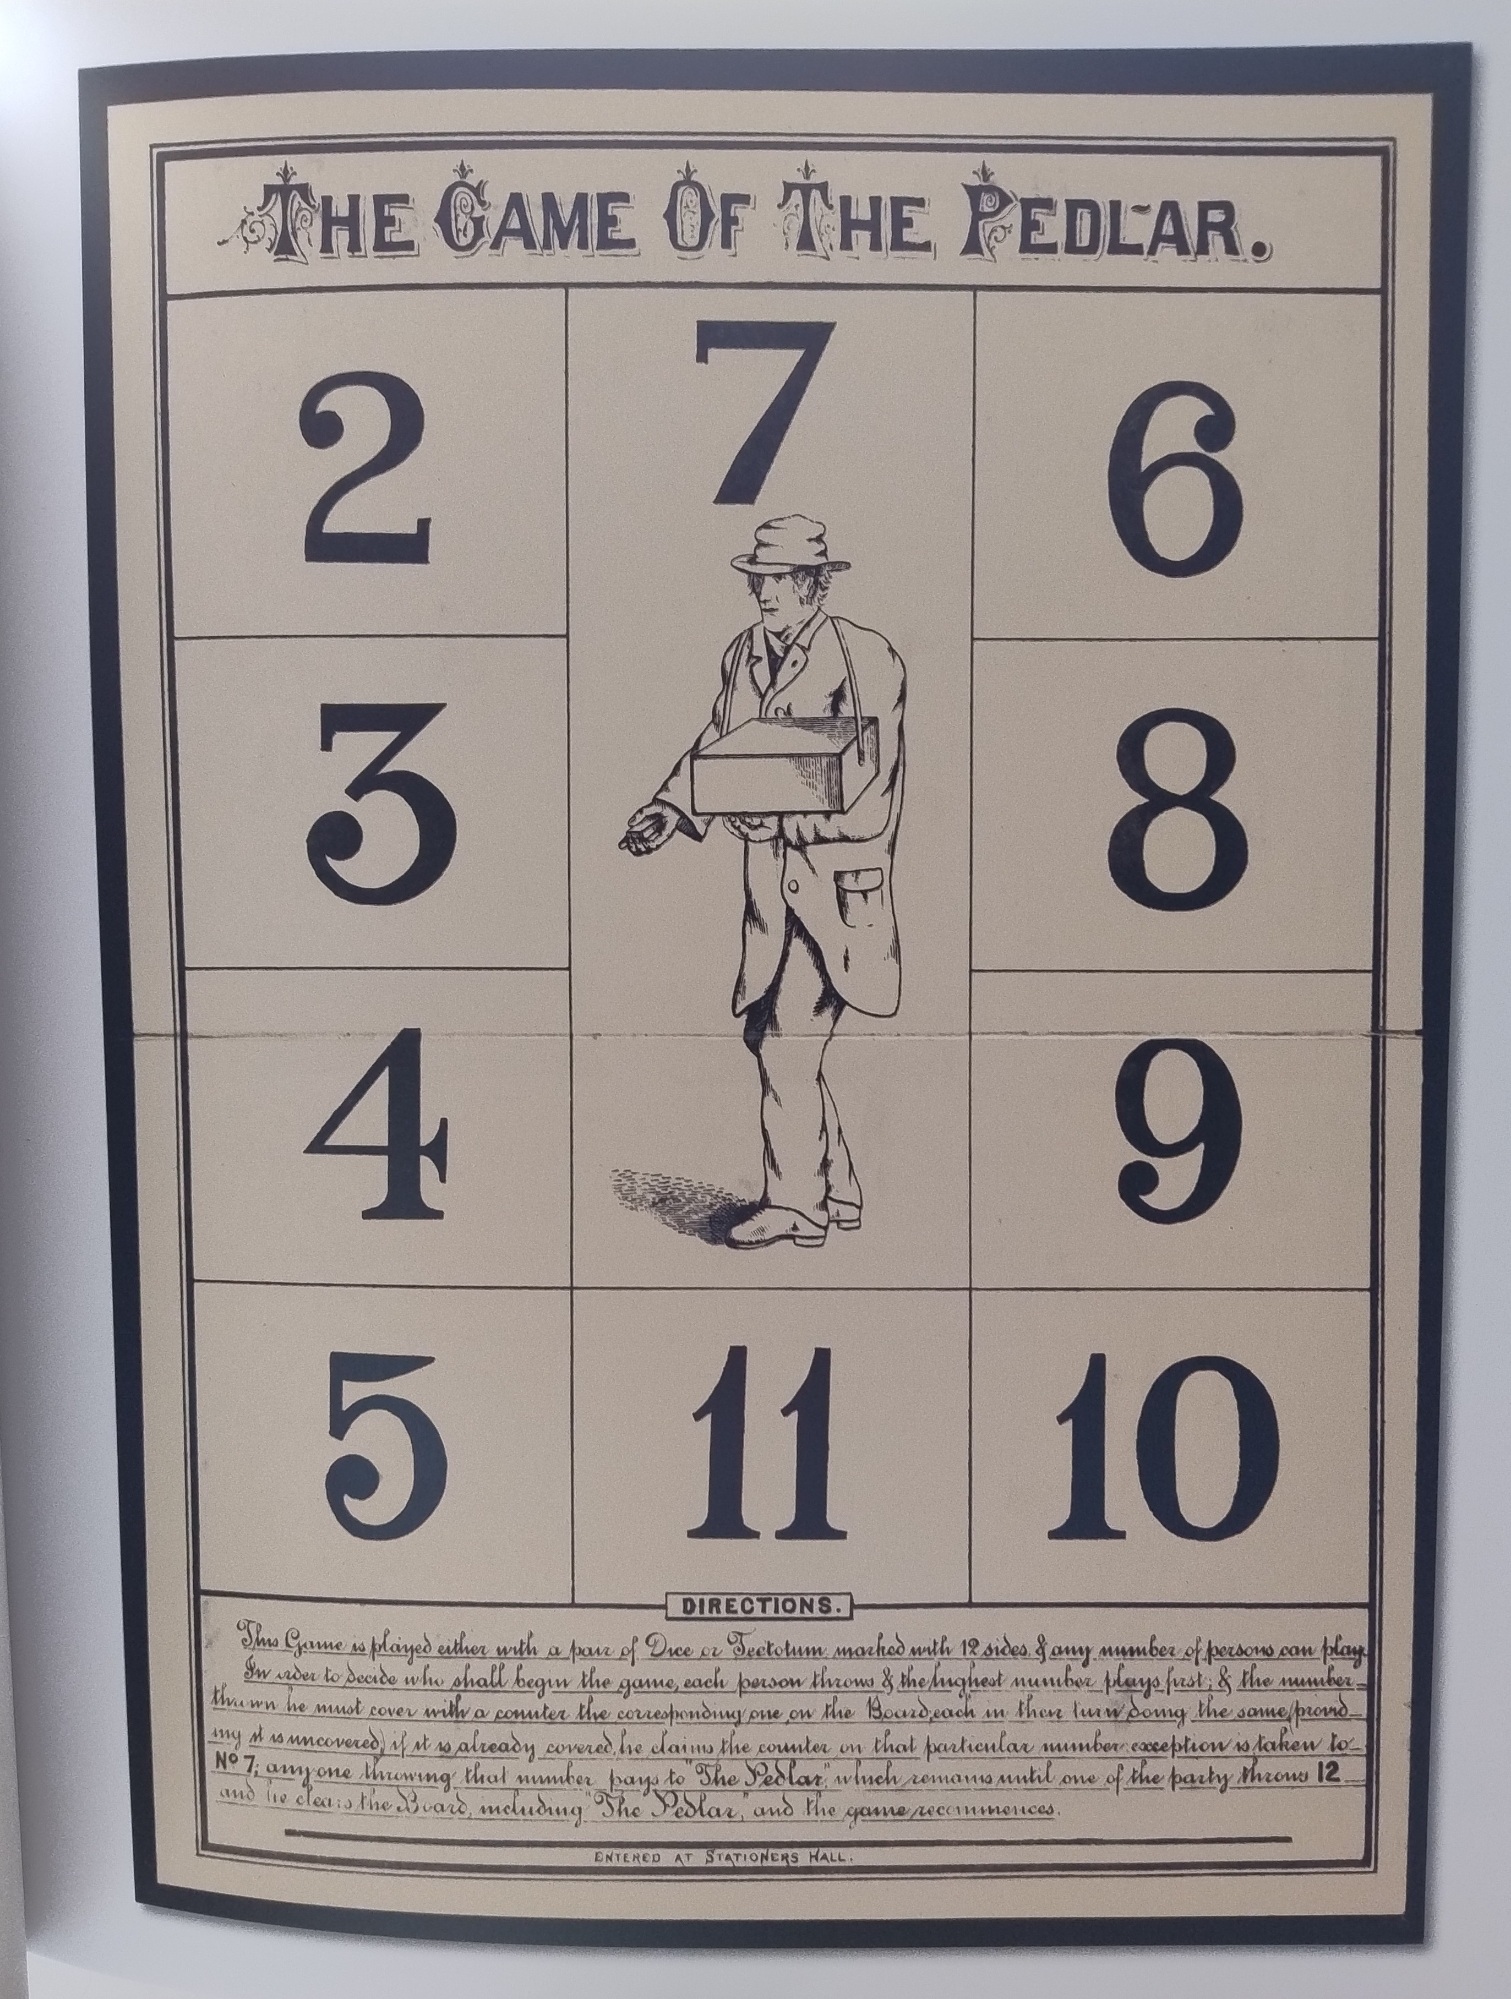 THE GAME OF THE PEDLAR.
2
7
6
3
8
4
9
5
11
10
DIRECTIONS.
This Game is played either with a pair of Dice or Teetotum marked with 12 sides & any number of persons can play.
In order to decide who shall begin the game, each person throws & the highest number plays first; & the number
thrown he must cover with a counter the corresponding one, on the Board, each in their turn doing the same, (provid-
ing it is uncovered,) if it is already covered, he claims the counter on that particular number: exception is taken to
No 7; anyone throwing that number pays to "The Pedlar," which remains until one of the party throws 12
and he clears the Board, including "The Pedlar," and the game recommences.
ENTERED AT STATIONERS HALL.